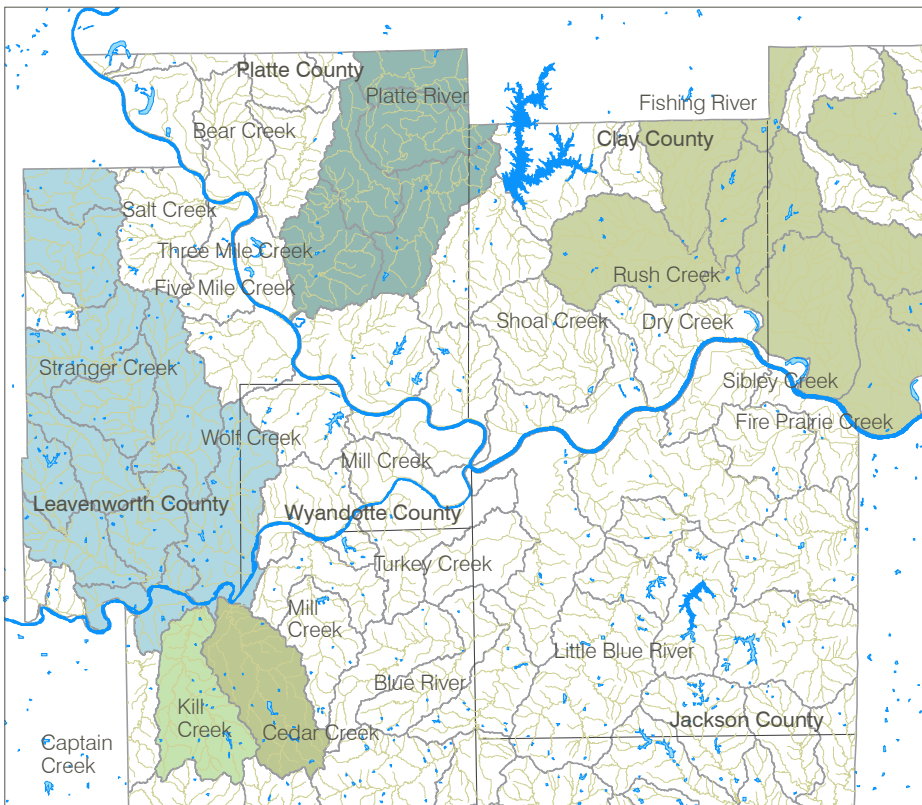 Platte County
Platte River
Fishing River
Bear Creek
Clay County
Salt Creek
Three Mile Creek
Rush Creek
Five Mile Creek
Shoal Creek
Dry Creek
Stranger Creek
Sibley Creek
Fire Prairie Creek
Wolf Creek
Mill Creek
Leavenworth County
Wyandotte County
Turkey Creek
Mill
Creek
Little Blue River
Blue River
Kill
Creek
Cedar Creek
Jackson County
Captain
Creek